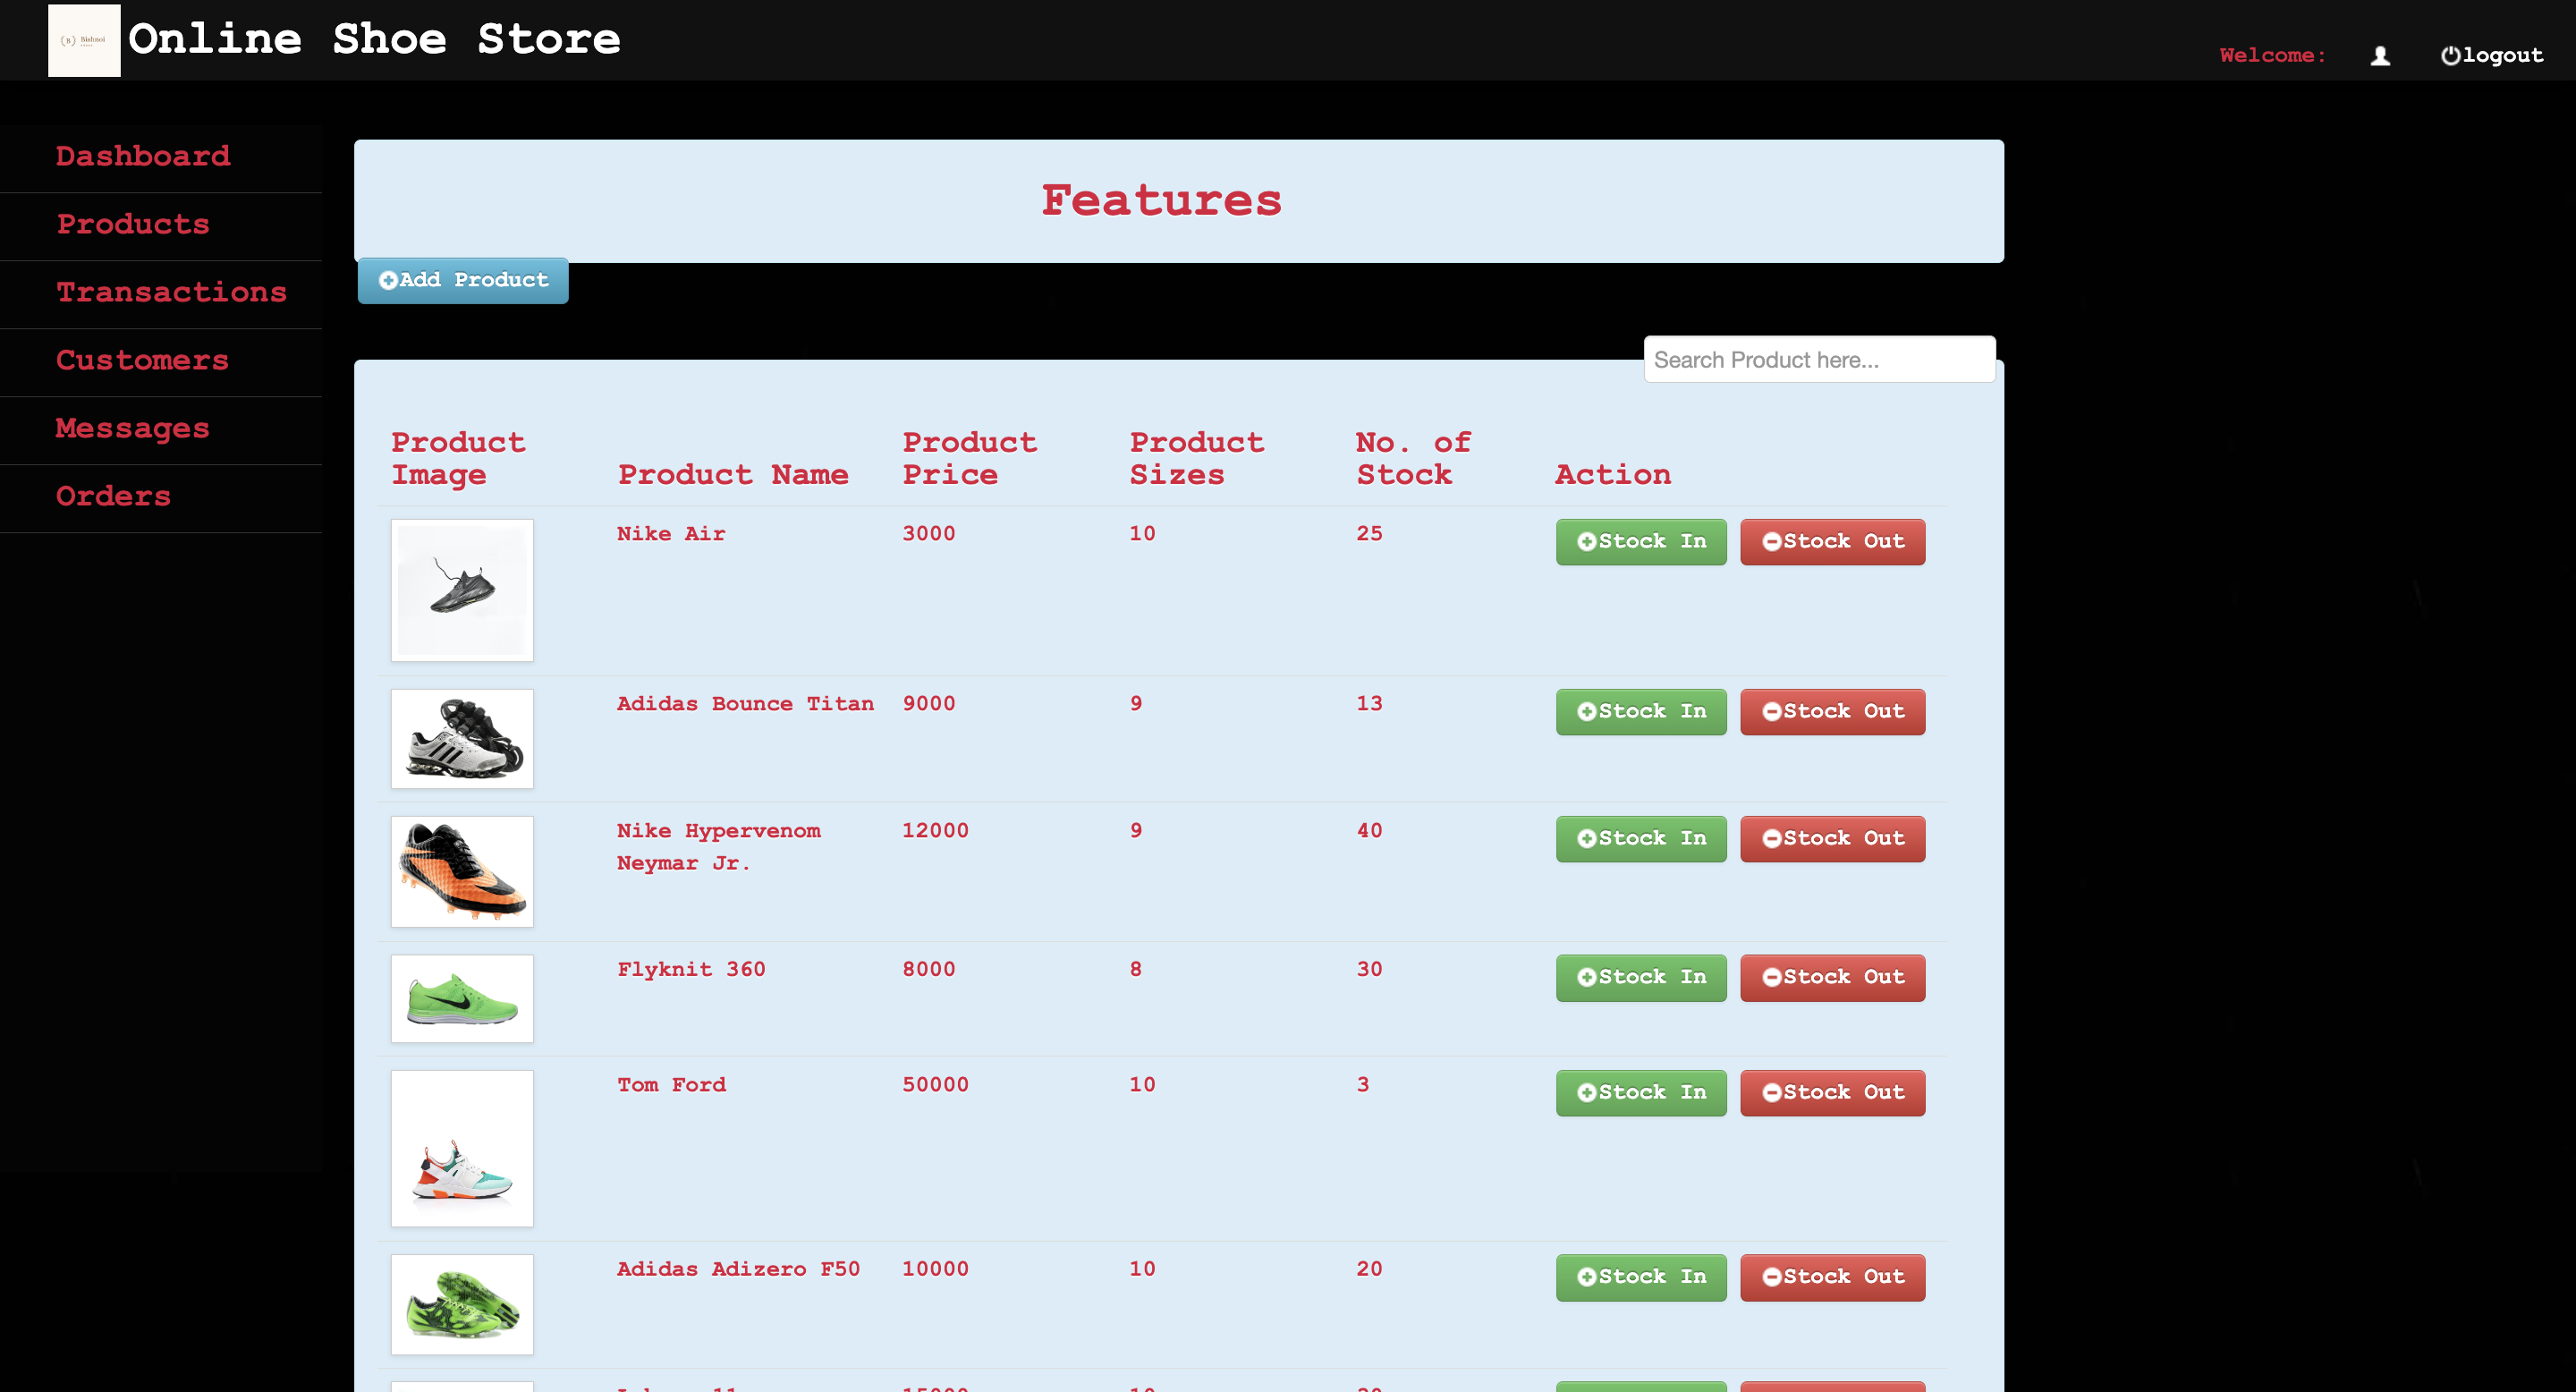 Bishnoi
Online Shoe Store
Welcome:
logout
Dashboard
Products
Transactions
Customers
Messages
Orders
Features
Add Product
Search Product here...
Product Image
Product Name
Product Price
Product Sizes
No. of Stock
Action
Nike Air 3000 10 25 Stock In Stock Out
Adidas Bounce Titan 9000 9 13 Stock In Stock Out
Nike Hypervenom
Neymar Jr. 12000 9 40 Stock In Stock Out
Flyknit 360 8000 8 30 Stock In Stock Out
Tom Ford 50000 10 3 Stock In Stock Out
Adidas Adizero F50 10000 10 20 Stock In Stock Out